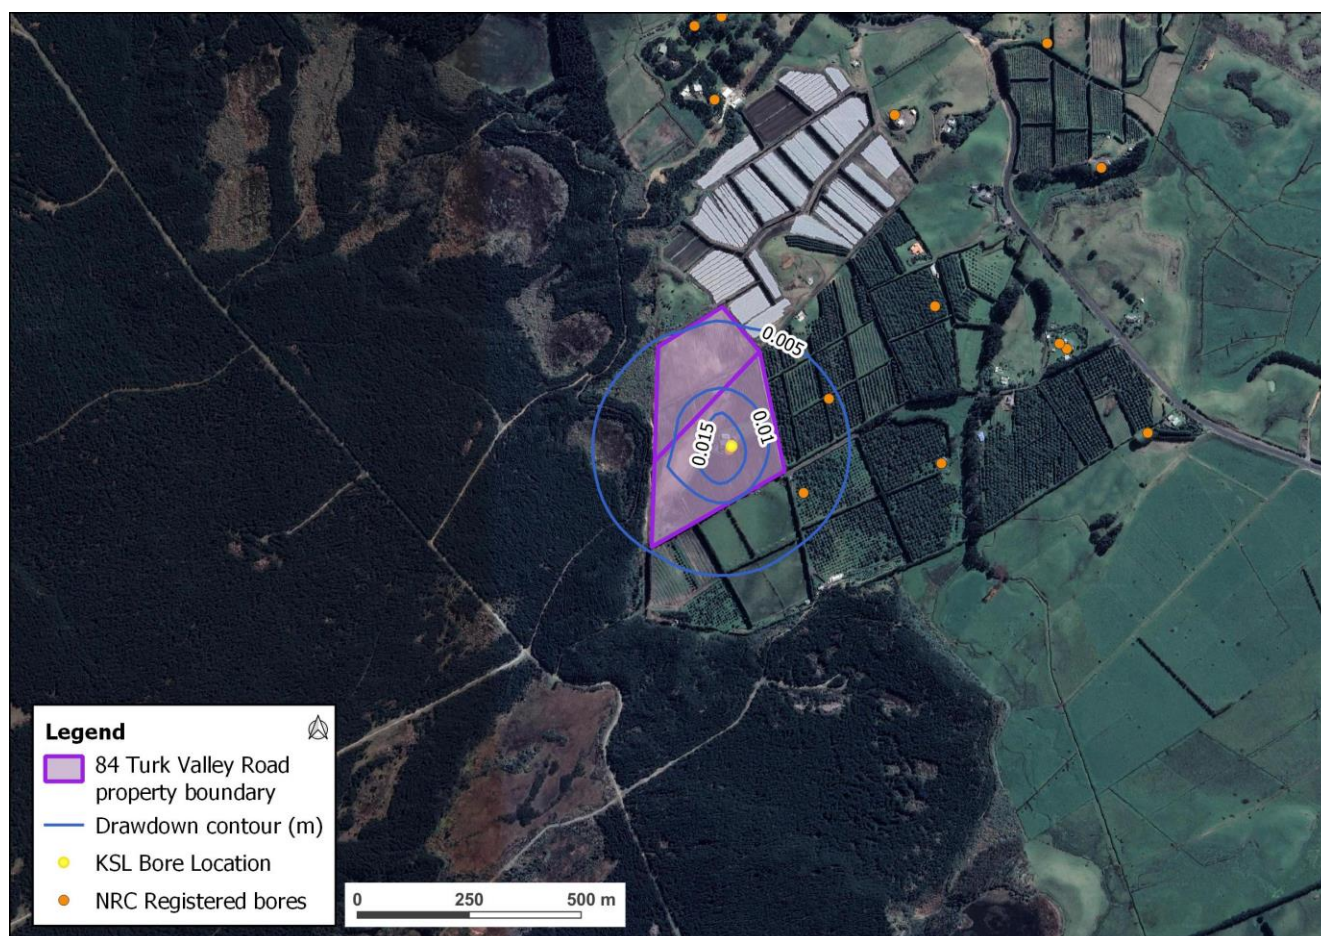 0.005
0.01
0.015
Legend
84 Turk Valley Road
property boundary
Drawdown contour (m)
KSL Bore Location
NRC Registered bores
0 250 500 m